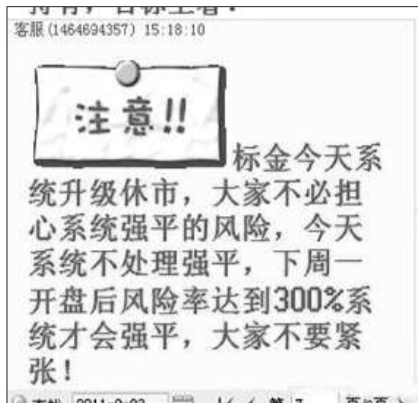 客服(1464694357) 15:18:10
注意!!
标金今天系
统升级休市，大家不必担
心系统强平的风险，今天
系统不处理强平，下周一
开盘后风险率达到300%系
统才会强平，大家不要紧
张！